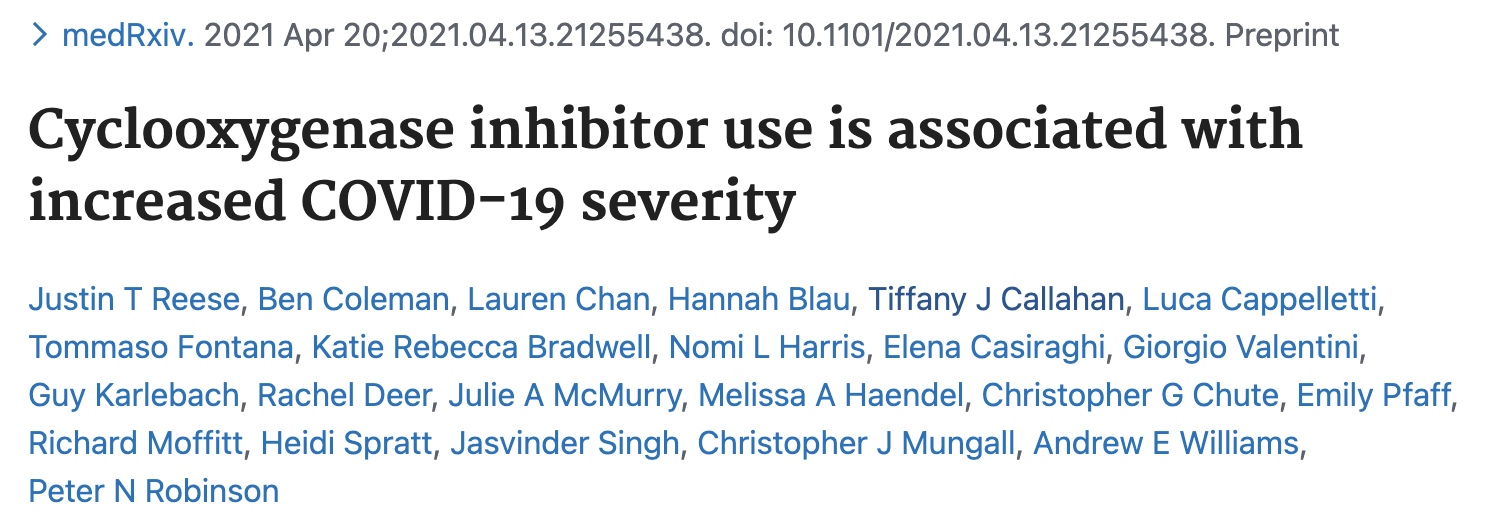 > medRxiv. 2021 Apr 20;2021.04.13.21255438. doi: 10.1101/2021.04.13.21255438. Preprint
Cyclooxygenase inhibitor use is associated with
increased COVID-19 severity
Justin T Reese, Ben Coleman, Lauren Chan, Hannah Blau, Tiffany J Callahan, Luca Cappelletti,
Tommaso Fontana, Katie Rebecca Bradwell, Nomi L Harris, Elena Casiraghi, Giorgio Valentini,
Guy Karlebach, Rachel Deer, Julie A McMurry, Melissa A Haendel, Christopher G Chute, Emily Pfaff,
Richard Moffitt, Heidi Spratt, Jasvinder Singh, Christopher J Mungall, Andrew E Williams,
Peter N Robinson